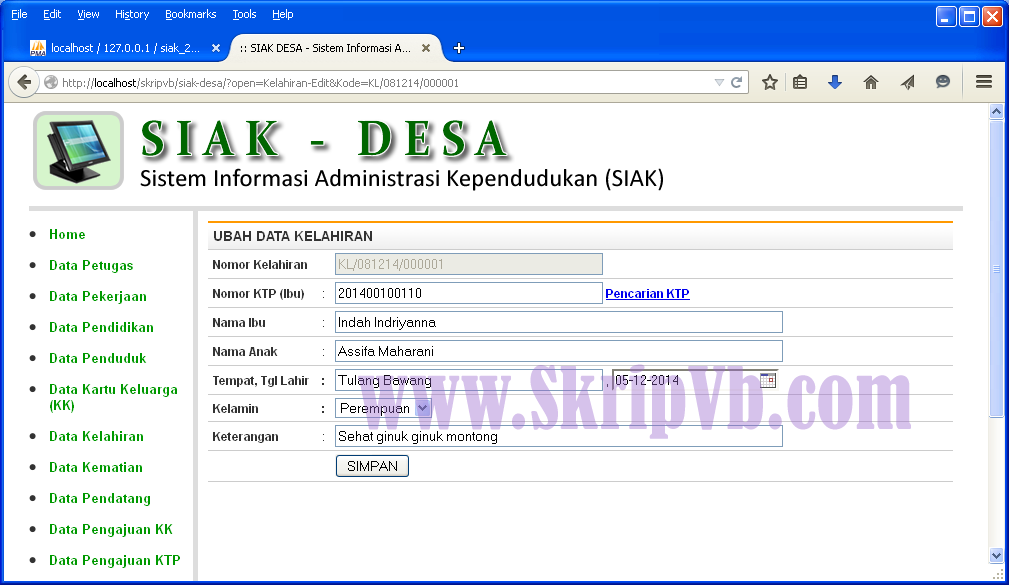 File Edit View History Bookmarks Tools Help
PMA localhost / 127.0.0.1 / siak_2... :: SIAK DESA - Sistem Informasi A...
http://localhost/skripvb/siak-desa/?open=Kelahiran-Edit&Kode=KL/081214/000001
SIAK - DESA
Sistem Informasi Administrasi Kependudukan (SIAK)
Home
Data Petugas
Data Pekerjaan
Data Pendidikan
Data Penduduk
Data Kartu Keluarga
(KK)
Data Kelahiran
Data Kematian
Data Pendatang
Data Pengajuan KK
Data Pengajuan KTP
UBAH DATA KELAHIRAN
Nomor Kelahiran KL/081214/000001
Nomor KTP (Ibu) : 201400100110 Pencarian KTP
Nama Ibu : Indah Indriyanna
Nama Anak : Assifa Maharani
Tempat, Tgl Lahir : Tulang Bawang , 05-12-2014
Kelamin : Perempuan
Keterangan : Sehat ginuk ginuk montong
SIMPAN
www.SkripVb.com